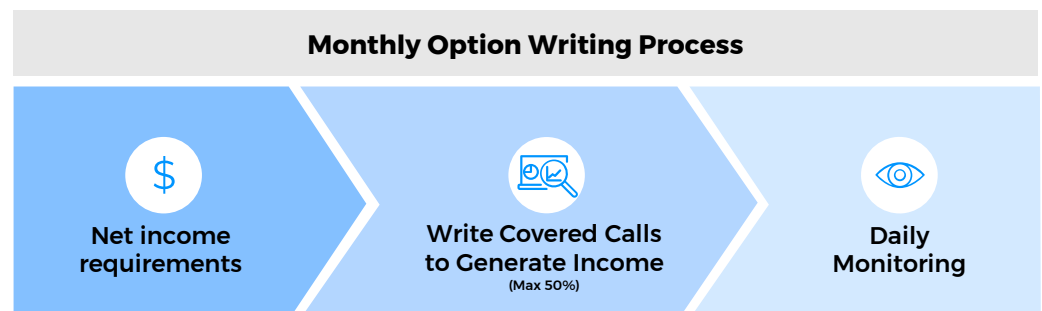 Monthly Option Writing Process
$
Net income
requirements
Write Covered Calls
to Generate Income
(Max 50%)
Daily
Monitoring